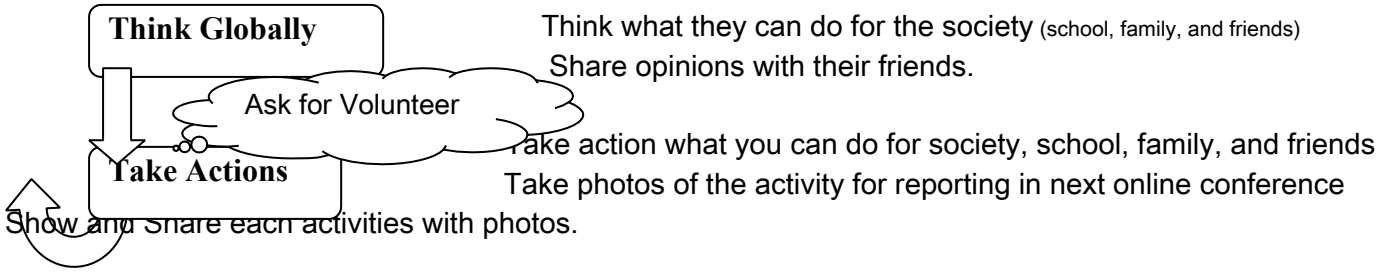 Think Globally
Think what they can do for the society (school, family, and friends)
Share opinions with their friends.
Ask for Volunteer
Take action what you can do for society, school, family, and friends
Take Actions
Take photos of the activity for reporting in next online conference
Show and Share each activities with photos.